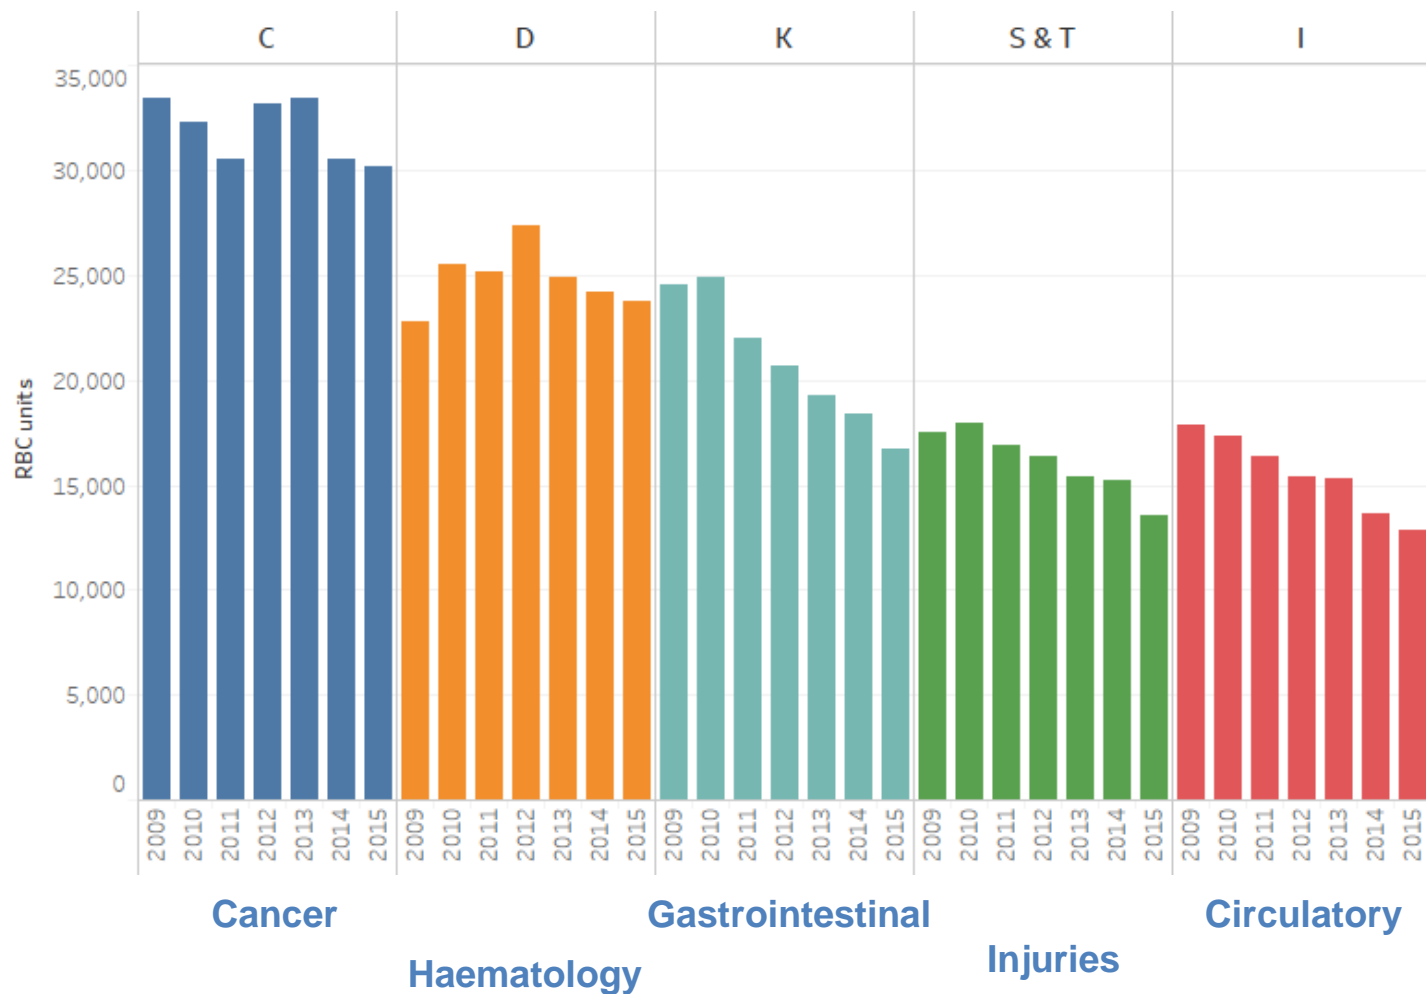 C D K S & T I
35,000
30,000
25,000
20,000
15,000
10,000
5,000
0
RBC units
2009 2010 2011 2012 2013 2014 2015 2009 2010 2011 2012 2013 2014 2015 2009 2010 2011 2012 2013 2014 2015 2009 2010 2011 2012 2013 2014 2015 2009 2010 2011 2012 2013 2014 2015
Cancer Gastrointestinal Circulatory
Haematology Injuries